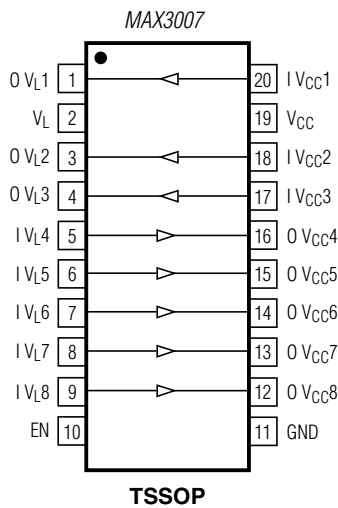 MAX3007
O VL1 1 20 I VCC1
VL 2 19 VCC
O VL2 3 18 I VCC2
O VL3 4 17 I VCC3
I VL4 5 16 O VCC4
I VL5 6 15 O VCC5
I VL6 7 14 O VCC6
I VL7 8 13 O VCC7
I VL8 9 12 O VCC8
EN 10 11 GND
TSSOP